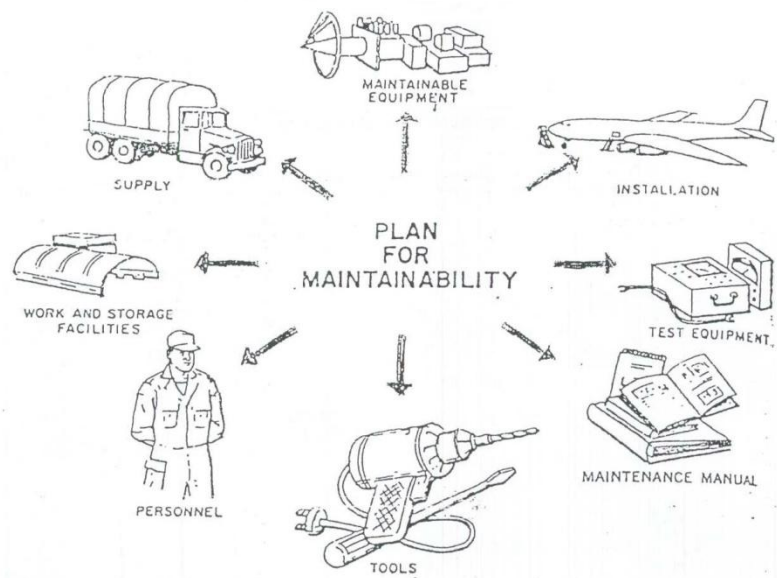 MAINTAINABLE
EQUIPMENT
SUPPLY
INSTALLATION
PLAN
FOR
MAINTAINABILITY
WORK AND STORAGE
FACILITIES
TEST EQUIPMENT
MAINTENANCE MANUAL
PERSONNEL
TOOLS